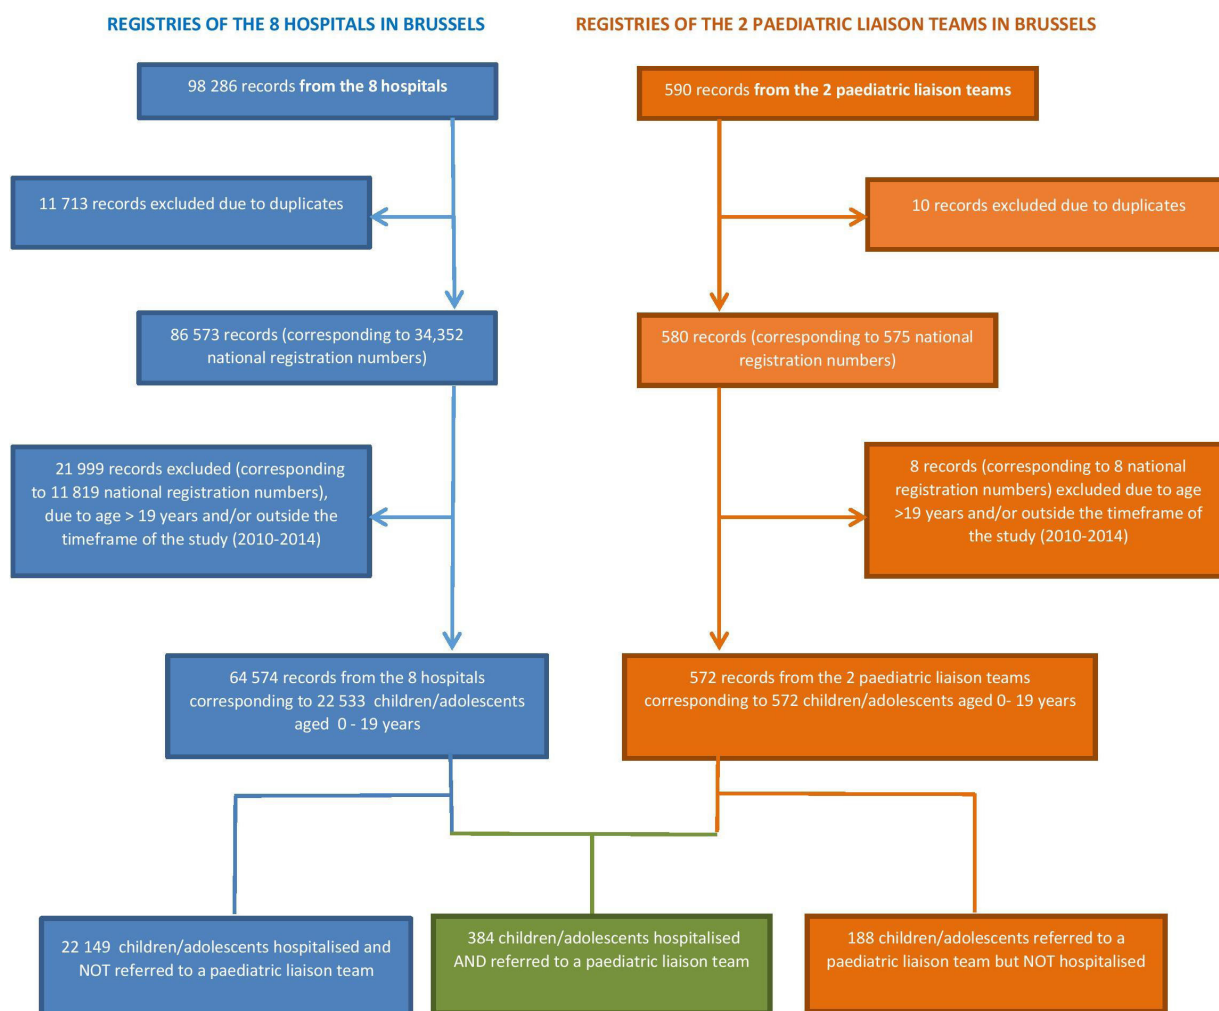 REGISTRIES OF THE 8 HOSPITALS IN BRUSSELS
98 286 records from the 8 hospitals
11 713 records excluded due to duplicates
86 573 records (corresponding to 34,352
national registration numbers)
21 999 records excluded (corresponding
to 11 819 national registration numbers),
due to age > 19 years and/or outside the
timeframe of the study (2010-2014)
64 574 records from the 8 hospitals
corresponding to 22 533 children/adolescents
aged 0 - 19 years
REGISTRIES OF THE 2 PAEDIATRIC LIAISON TEAMS IN BRUSSELS
590 records from the 2 paediatric liaison teams
10 records excluded due to duplicates
580 records (corresponding to 575 national
registration numbers)
8 records (corresponding to 8 national
registration numbers) excluded due to age
>19 years and/or outside the timeframe of
the study (2010-2014)
572 records from the 2 paediatric liaison teams
corresponding to 572 children/adolescents aged 0- 19 years
22 149 children/adolescents hospitalised and
NOT referred to a paediatric liaison team
384 children/adolescents hospitalised
AND referred to a paediatric liaison team
188 children/adolescents referred to a
paediatric liaison team but NOT hospitalised